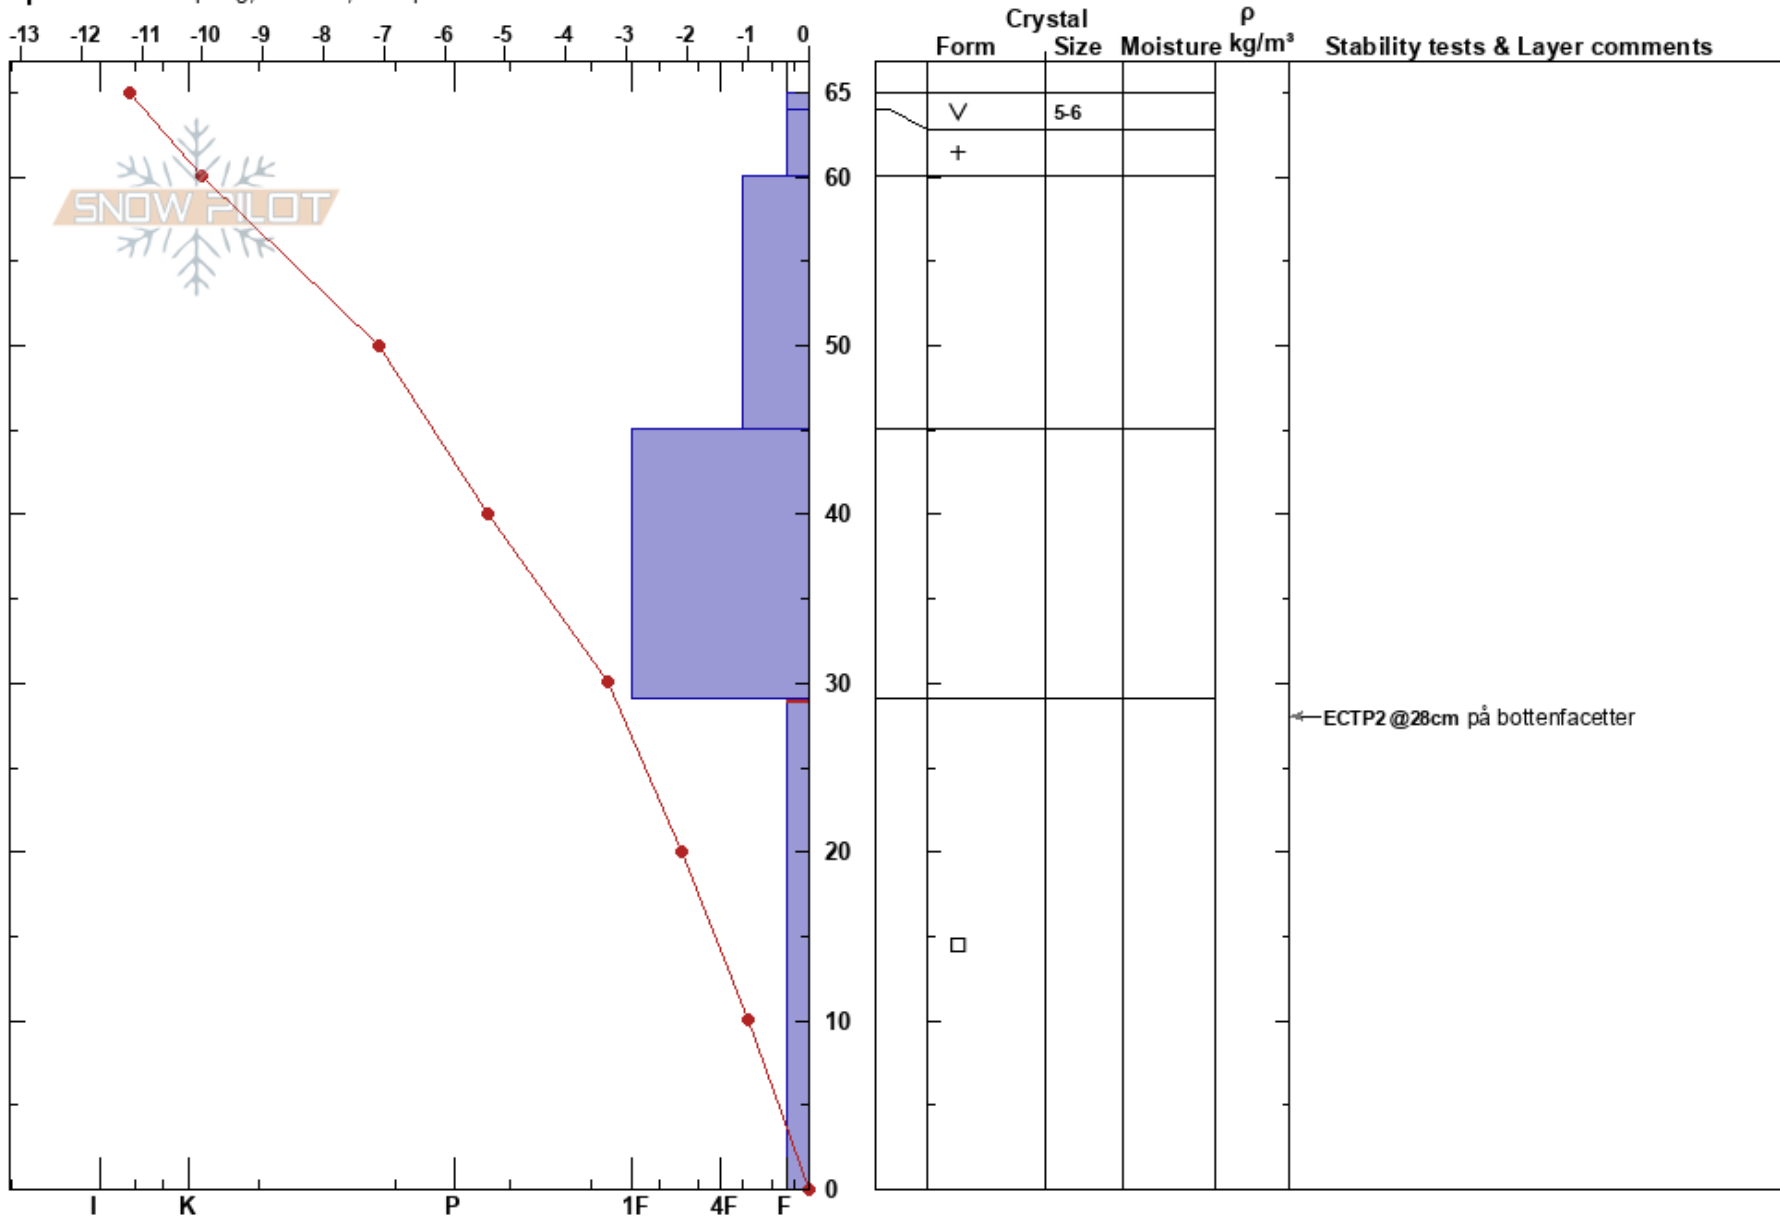 -13 -12 -11 -10 -9 -8 -7 -6 -5 -4 -3 -2 -1 0
Crystal ρ
Form Size Moisture kg/m³ Stability tests & Layer comments
65
5-6
60
SNOW PILOT
50
40
30
ECTP2 @28cm på bottenfacetter
20
10
0
I K P 1F 4F F